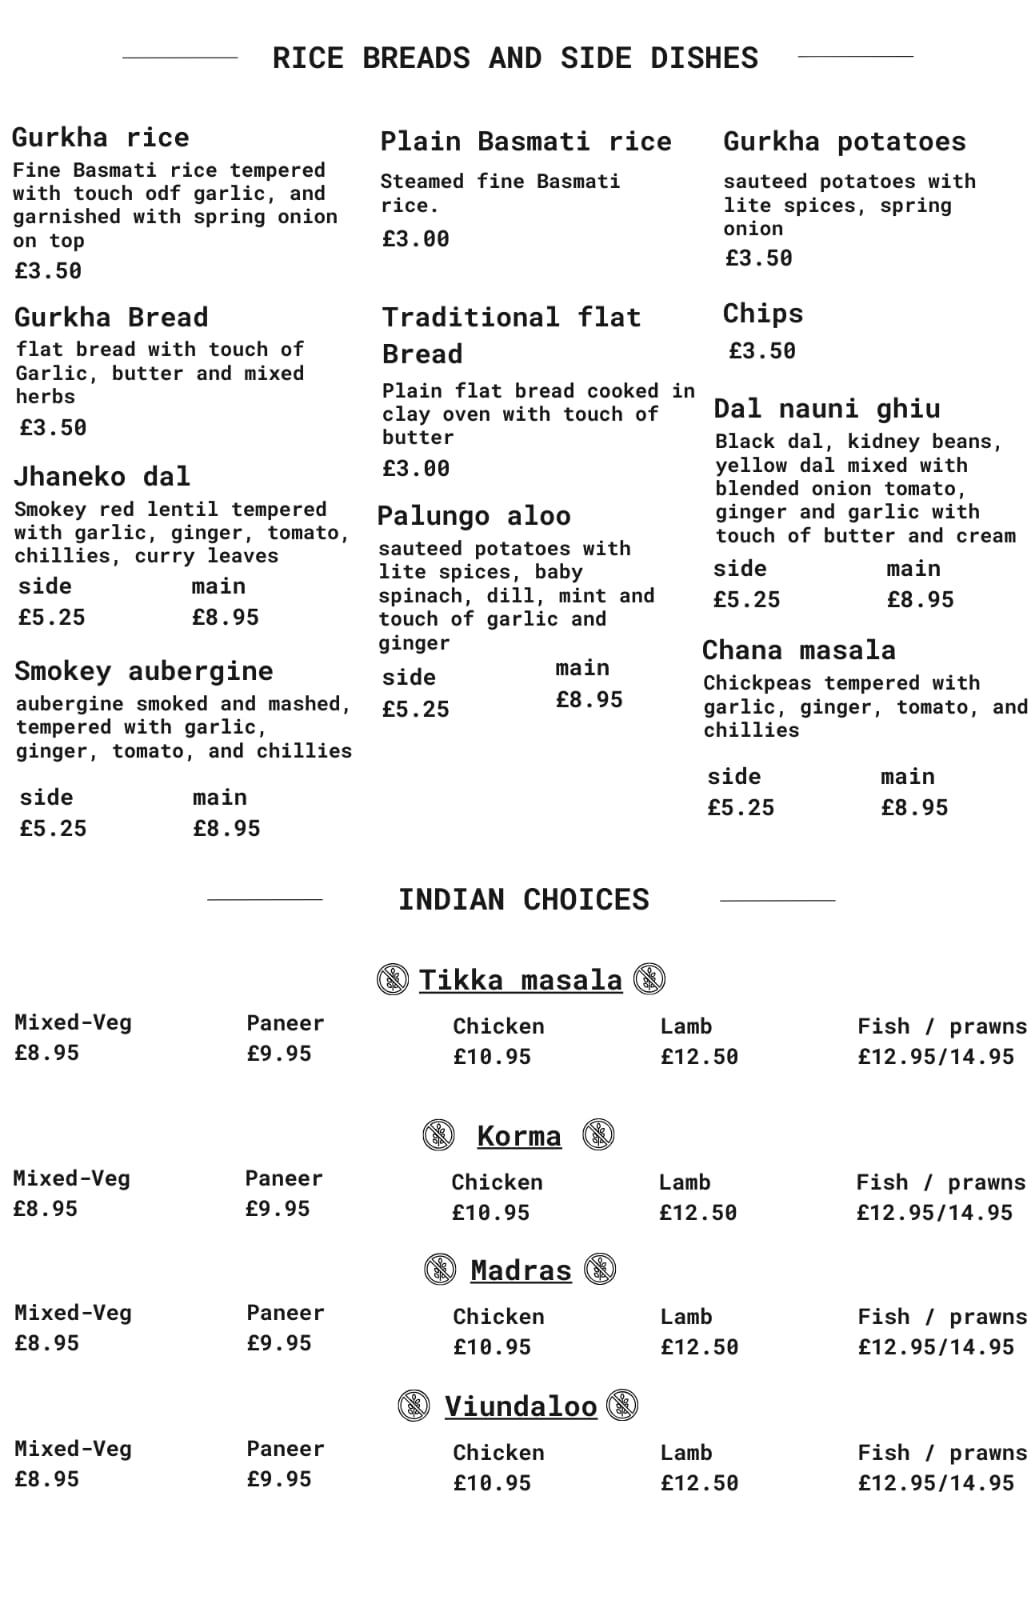 RICE BREADS AND SIDE DISHES
Gurkha rice
Fine Basmati rice tempered
with touch odf garlic, and
garnished with spring onion
on top
£3.50
Plain Basmati rice
Steamed fine Basmati
rice.
£3.00
Gurkha potatoes
sauteed potatoes with
lite spices, spring
onion
£3.50
Gurkha Bread
flat bread with touch of
Garlic, butter and mixed
herbs
£3.50
Traditional flat
Bread
Plain flat bread cooked in
clay oven with touch of
butter
£3.00
Chips
£3.50
Jhaneko dal
Smokey red lentil tempered
with garlic, ginger, tomato,
chillies, curry leaves
side main
£5.25 £8.95
Palungo aloo
sauteed potatoes with
lite spices, baby
spinach, dill, mint and
touch of garlic and
ginger
side main
£5.25 £8.95
Dal nauni ghiu
Black dal, kidney beans,
yellow dal mixed with
blended onion tomato,
ginger and garlic with
touch of butter and cream
side main
£5.25 £8.95
Smokey aubergine
aubergine smoked and mashed,
tempered with garlic,
ginger, tomato, and chillies
side main
£5.25 £8.95
Chana masala
Chickpeas tempered with
garlic, ginger, tomato, and
chillies
side main
£5.25 £8.95
INDIAN CHOICES
Tikka masala
Mixed-Veg Paneer Chicken Lamb Fish / prawns
£8.95 £9.95 £10.95 £12.50 £12.95/14.95
Korma
Mixed-Veg Paneer Chicken Lamb Fish / prawns
£8.95 £9.95 £10.95 £12.50 £12.95/14.95
Madras
Mixed-Veg Paneer Chicken Lamb Fish / prawns
£8.95 £9.95 £10.95 £12.50 £12.95/14.95
Viundaloo
Mixed-Veg Paneer Chicken Lamb Fish / prawns
£8.95 £9.95 £10.95 £12.50 £12.95/14.95